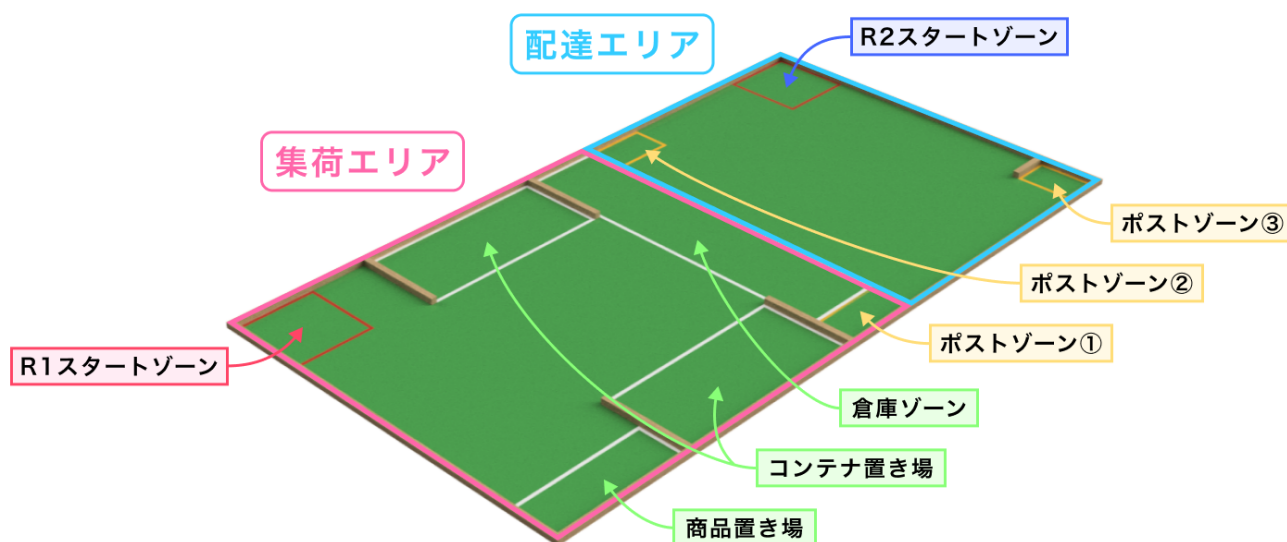 配達エリア
R2スタートゾーン
集荷エリア
ポストゾーン③
ポストゾーン②
ポストゾーン①
R1スタートゾーン
倉庫ゾーン
コンテナ置き場
商品置き場